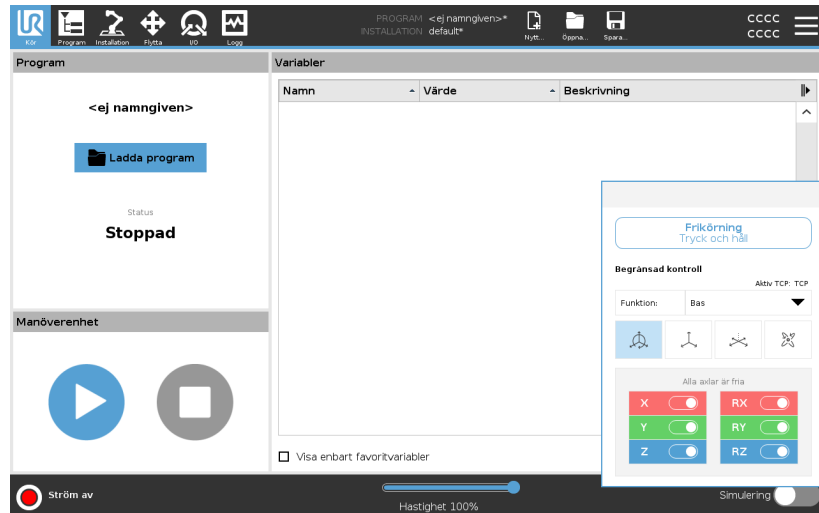 UR
Kör
Program
Installation
Flytta
I/O
Logg
PROGRAM <ej namngiven>*
INSTALLATION default*
Nytt...
Öppna...
Spara...
CCCC
CCCC
Program
<ej namngiven>
Ladda program
Status
Stoppad
Manöverenhet
Variabler
Namn
Värde
Beskrivning
Visa enbart favoritvariabler
Frikörning
Tryck och håll
Begränsad kontroll
Aktiv TCP: TCP
Funktion: Bas
Alla axlar är fria
X RX
Y RY
Z RZ
Ström av
Hastighet 100%
Simulering